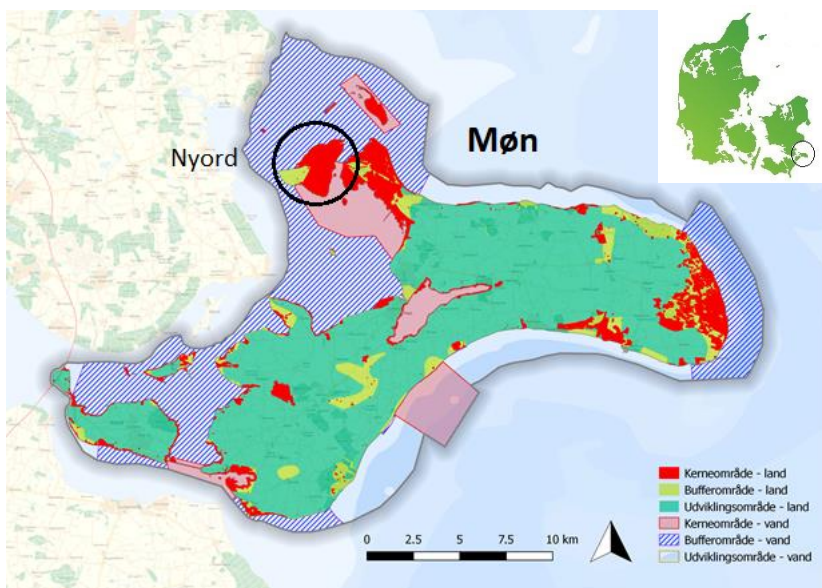 Møn
Nyord
Kerneområde - land
Bufferområde - land
Udviklingsområde - land
Kerneområde - vand
Bufferområde - vand
Udviklingsområde - vand
0 2.5 5 7.5 10 km